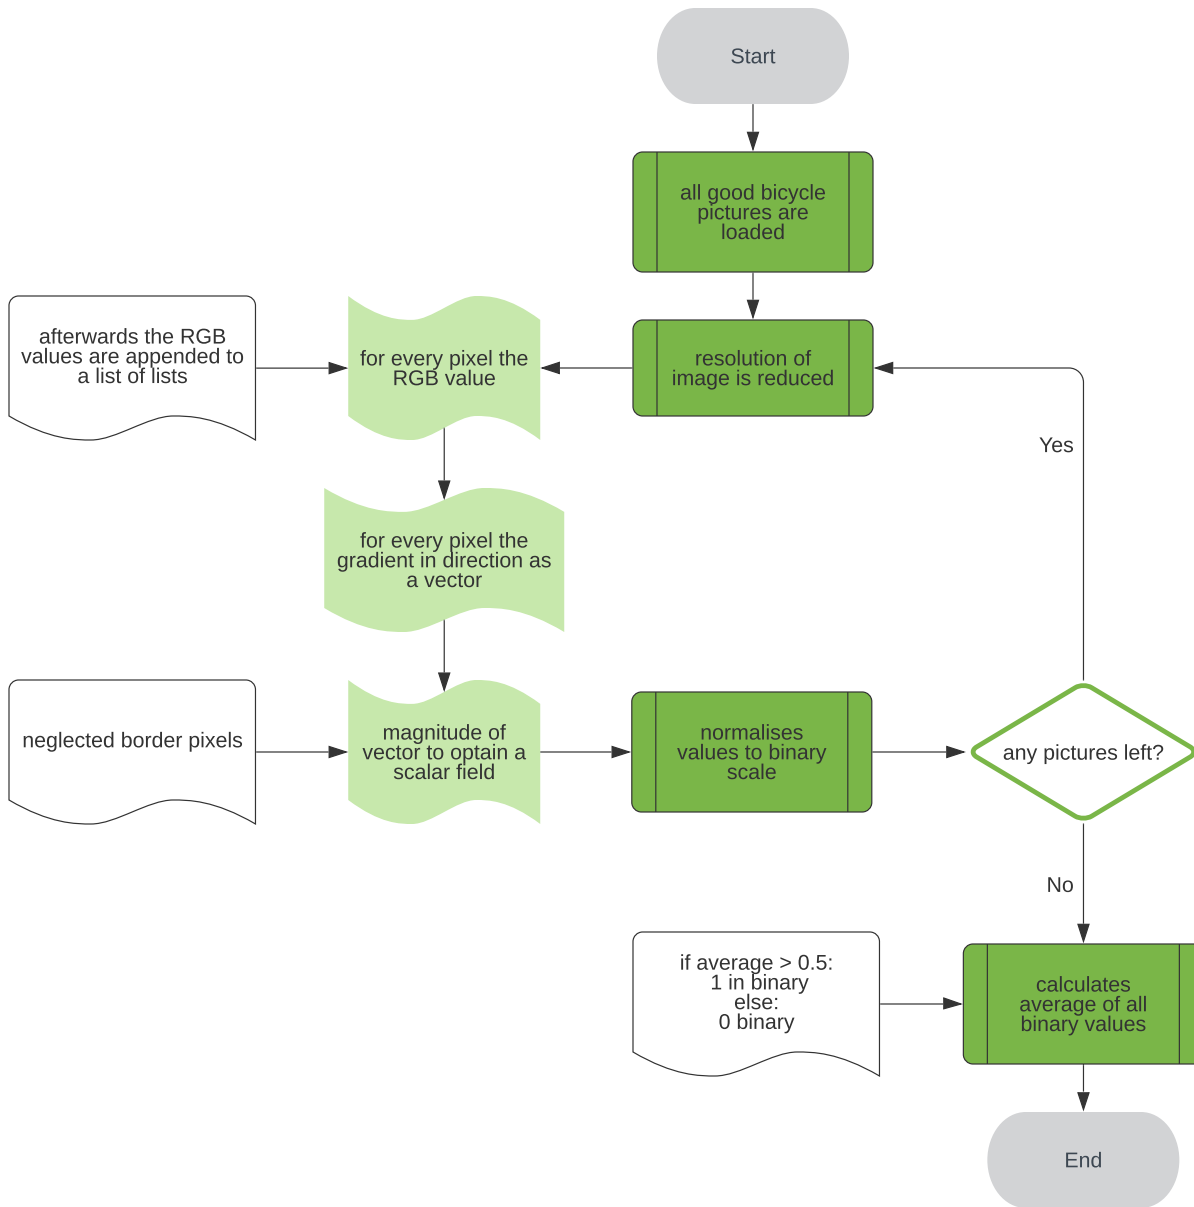 Start
all good bicycle
pictures are
loaded
afterwards the RGB
values are appended to
a list of lists
for every pixel the
RGB value
resolution of
image is reduced
Yes
for every pixel the
gradient in direction as
a vector
neglected border pixels
magnitude of
vector to optain a
scalar field
normalises
values to binary
scale
any pictures left?
No
if average > 0.5:
1 in binary
else:
0 binary
calculates
average of all
binary values
End